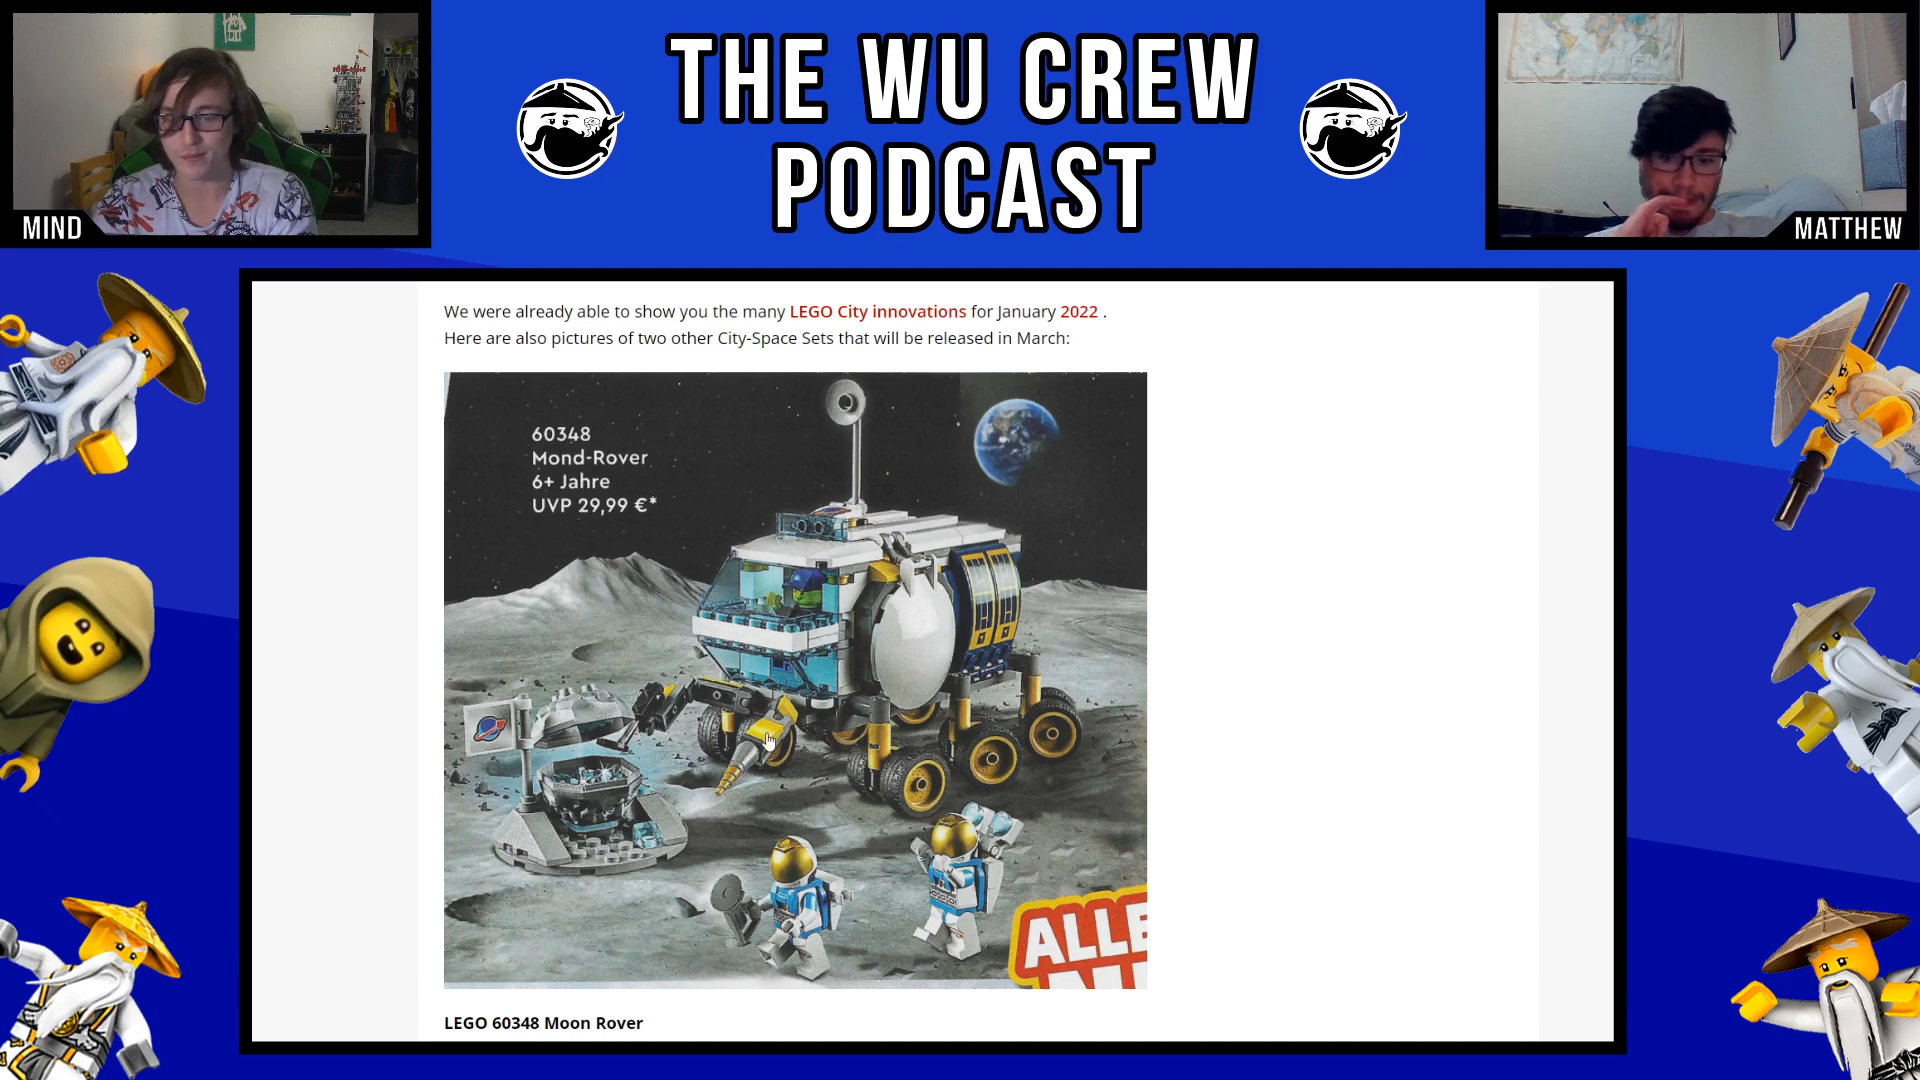 THE WU CREW
PODCAST
MIND
MATTHEW
We were already able to show you the many LEGO City innovations for January 2022 .
Here are also pictures of two other City-Space Sets that will be released in March:
60348
Mond-Rover
6+ Jahre
UVP 29,99 €*
ALLE
LEGO 60348 Moon Rover